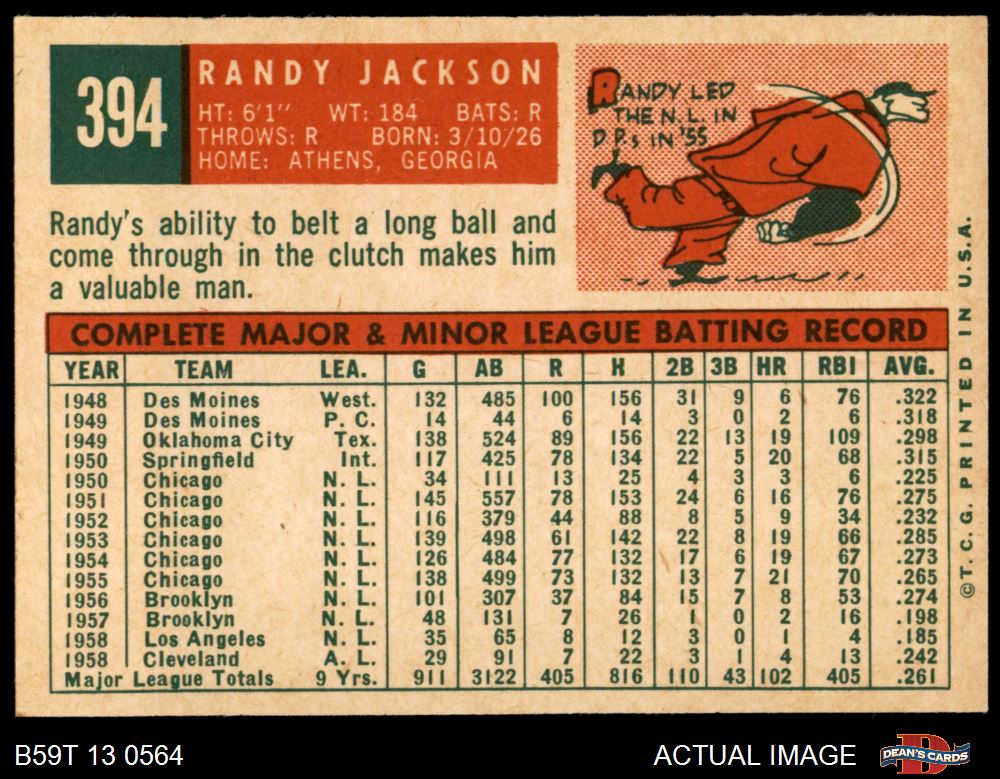 394
RANDY JACKSON
HT: 6'1" WT: 184 BATS: R
THROWS: R BORN: 3/10/26
HOME: ATHENS, GEORGIA
RANDY LED
THE N.L. IN
D P's IN '55
Randy's ability to belt a long ball and
come through in the clutch makes him
a valuable man.
COMPLETE MAJOR & MINOR LEAGUE BATTING RECORD
YEAR TEAM LEA. G AB R H 2B 3B HR RBI AVG.
1948 Des Moines West. 132 485 100 156 31 9 6 76 .322
1949 Des Moines P. C. 14 44 6 14 3 0 2 6 .318
1949 Oklahoma City Tex. 138 524 89 156 22 13 19 109 .298
1950 Springfield Int. 117 425 78 134 22 5 20 68 .315
1950 Chicago N. L. 34 111 13 25 4 3 3 6 .225
1951 Chicago N. L. 145 557 78 153 24 6 16 76 .275
1952 Chicago N. L. 116 379 44 88 8 5 9 34 .232
1953 Chicago N. L. 139 498 61 142 22 8 19 66 .285
1954 Chicago N. L. 126 484 77 132 17 6 19 67 .273
1955 Chicago N. L. 138 499 73 132 13 7 21 70 .265
1956 Brooklyn N. L. 101 307 37 84 15 7 8 53 .274
1957 Brooklyn N. L. 48 131 7 26 1 0 2 16 .198
1958 Los Angeles N. L. 35 65 8 12 3 0 1 4 .185
1958 Cleveland A. L. 29 91 7 22 3 1 4 13 .242
Major League Totals 9 Yrs. 911 3122 405 816 110 43 102 405 .261
©T.C.G. PRINTED IN U.S.A.
B59T 13 0564
ACTUAL IMAGE
DEAN'S CARDS